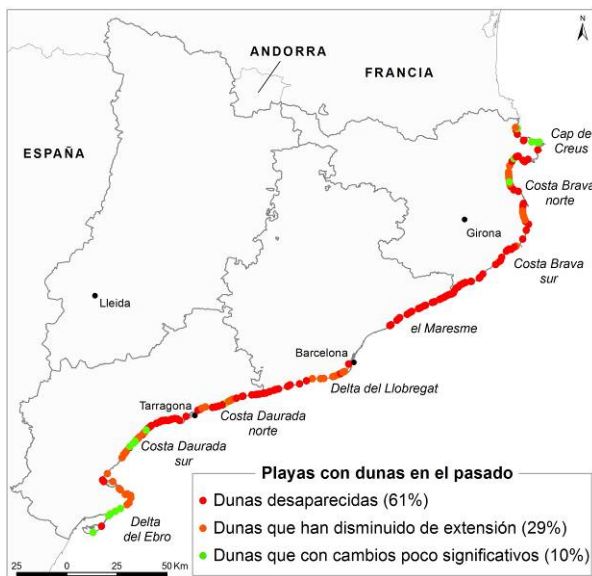 N
ANDORRA
FRANCIA
ESPAÑA
Cap de
Creus
Costa Brava
norte
Girona
Costa Brava
sur
Lleida
el Maresme
Barcelona
Delta del Llobregat
Tarragona
Costa Daurada
norte
Costa Daurada
sur
Delta
del Ebro
Playas con dunas en el pasado
Dunas desaparecidas (61%)
Dunas que han disminuido de extensión (29%)
Dunas que con cambios poco significativos (10%)
25 0 25 50 Km